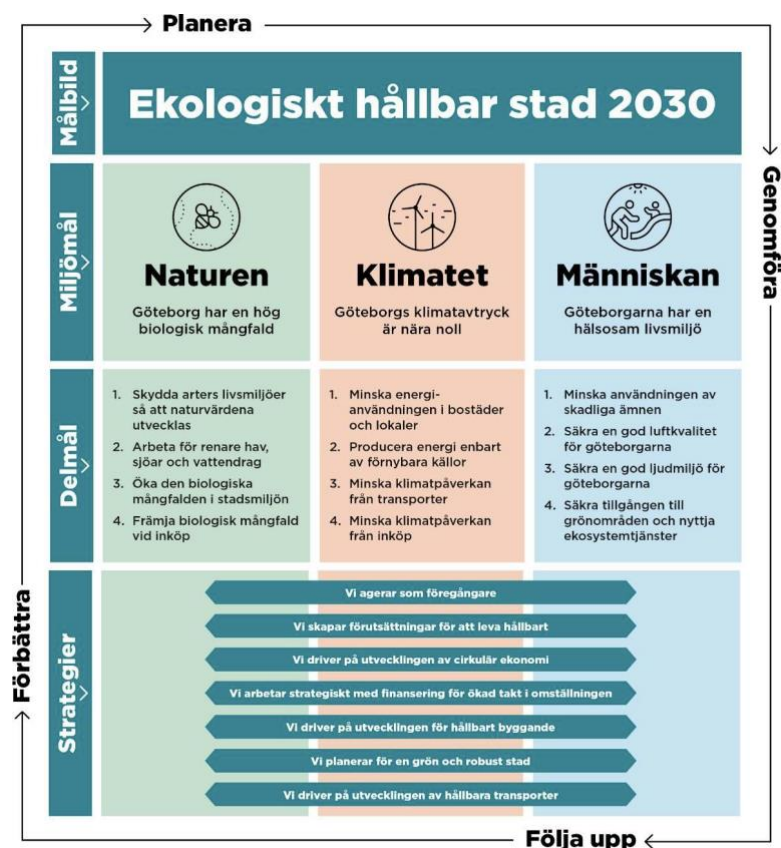 Planera
Målbild
Ekologiskt hållbar stad 2030
Genomföra
Miljömål
Naturen
Göteborg har en hög
biologisk mångfald
Klimatet
Göteborgs klimatavtryck
är nära noll
Människan
Göteborgarna har en
hälsosam livsmiljö
Delmål
1. Skydda arters livsmiljöer
så att naturvärdena
utvecklas
2. Arbeta för renare hav,
sjöar och vattendrag
3. Öka den biologiska
mångfalden i stadsmiljön
4. Främja biologisk mångfald
vid inköp
1. Minska energi-
användningen i bostäder
och lokaler
2. Producera energi enbart
av förnybara källor
3. Minska klimatpåverkan
från transporter
4. Minska klimatpåverkan
från inköp
1. Minska användningen av
skadliga ämnen
2. Säkra en god luftkvalitet
för göteborgarna
3. Säkra en god ljudmiljö för
göteborgarna
4. Säkra tillgången till
grönområden och nyttja
ekosystemtjänster
Förbättra
Strategier
Vi agerar som föregångare
Vi skapar förutsättningar för att leva hållbart
Vi driver på utvecklingen av cirkulär ekonomi
Vi arbetar strategiskt med finansering för ökad takt i omställningen
Vi driver på utvecklingen för hållbart byggande
Vi planerar för en grön och robust stad
Vi driver på utvecklingen av hållbara transporter
Följa upp